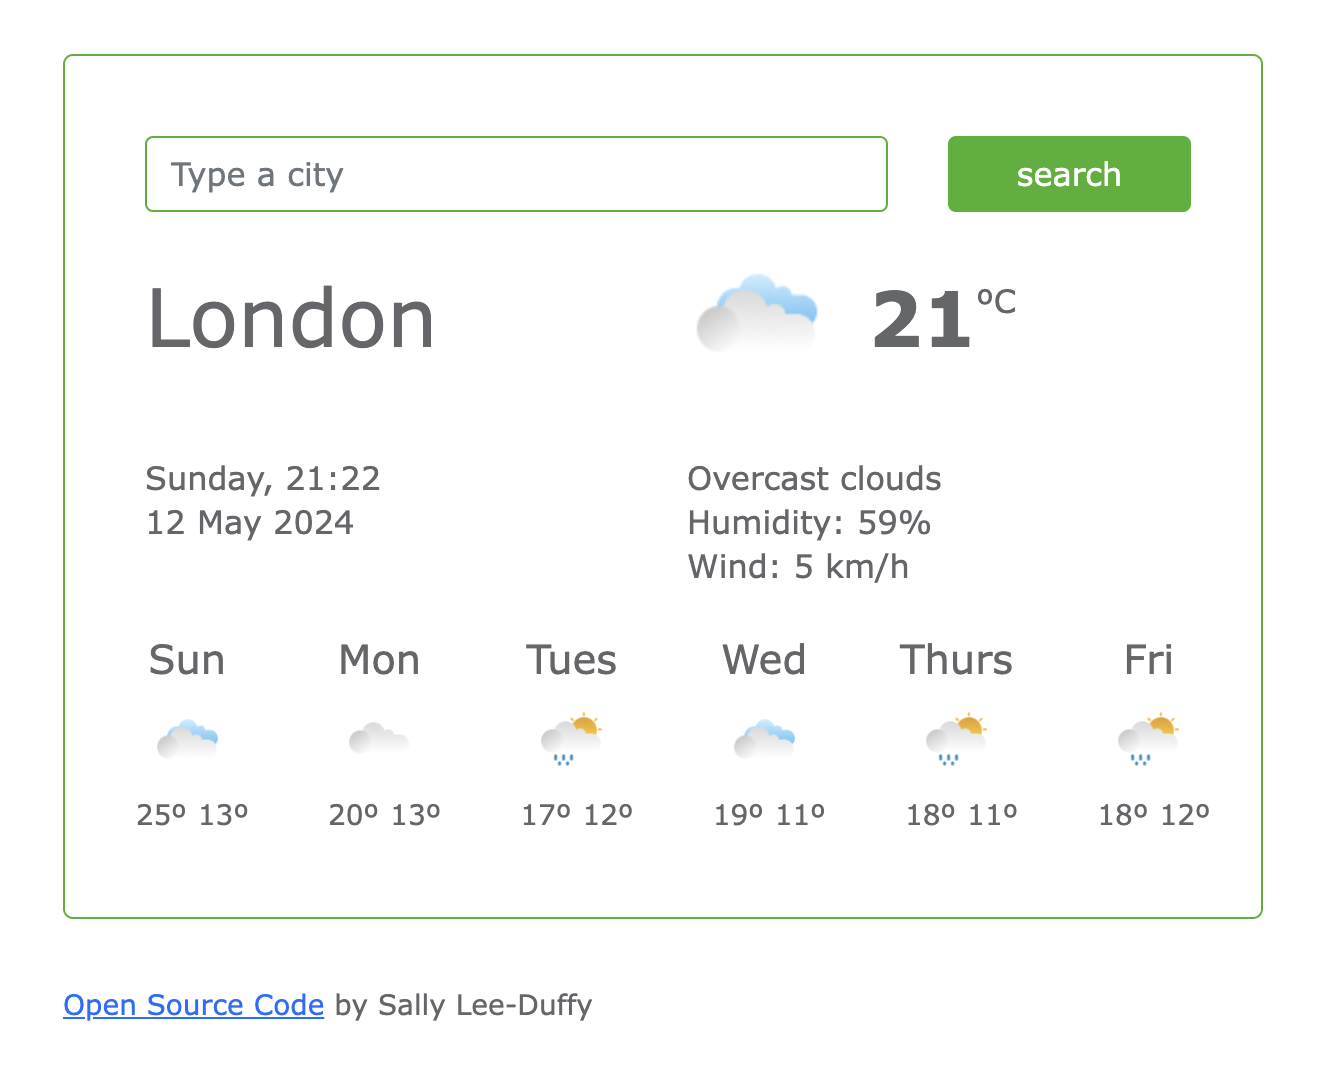 Type a city
search
London
21ºC
Sunday, 21:22
12 May 2024
Overcast clouds
Humidity: 59%
Wind: 5 km/h
Sun Mon Tues Wed Thurs Fri
25º 13º 20º 13º 17º 12º 19º 11º 18º 11º 18º 12º
Open Source Code by Sally Lee-Duffy